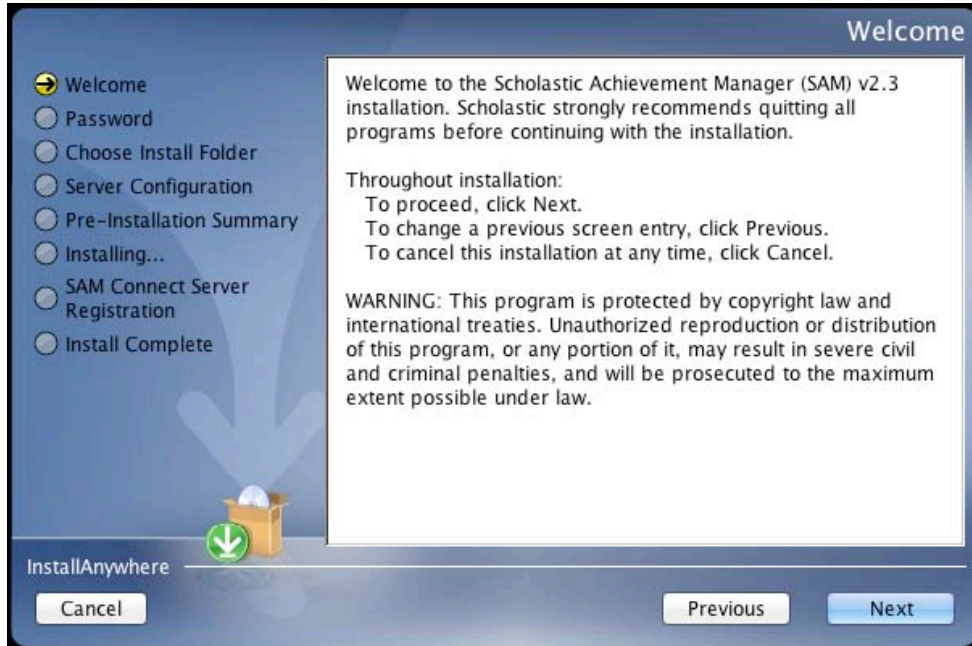 Welcome
Welcome
Password
Choose Install Folder
Server Configuration
Pre-Installation Summary
Installing...
SAM Connect Server
Registration
Install Complete
Welcome to the Scholastic Achievement Manager (SAM) v2.3
installation. Scholastic strongly recommends quitting all
programs before continuing with the installation.
Throughout installation:
To proceed, click Next.
To change a previous screen entry, click Previous.
To cancel this installation at any time, click Cancel.
WARNING: This program is protected by copyright law and
international treaties. Unauthorized reproduction or distribution
of this program, or any portion of it, may result in severe civil
and criminal penalties, and will be prosecuted to the maximum
extent possible under law.
InstallAnywhere
Cancel
Previous
Next